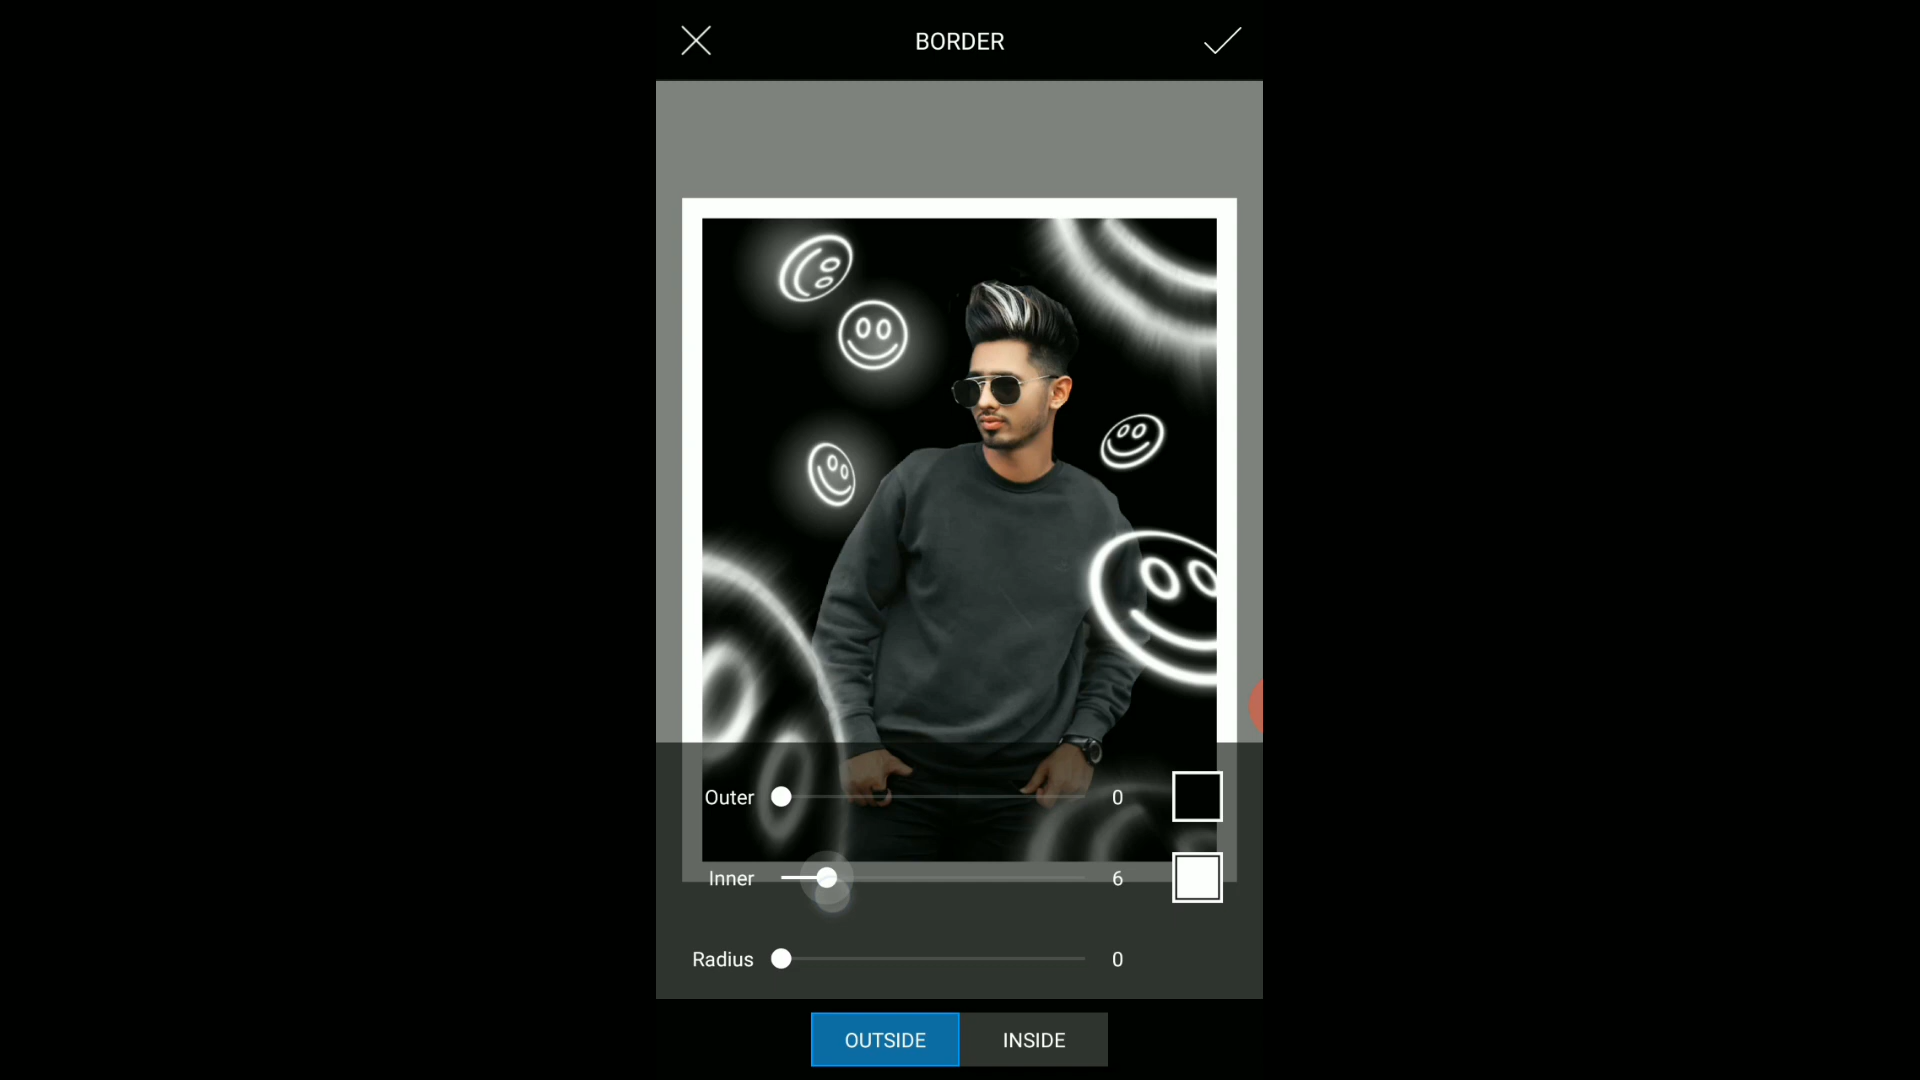 BORDER
Outer 0
Inner 6
Radius 0
OUTSIDE INSIDE